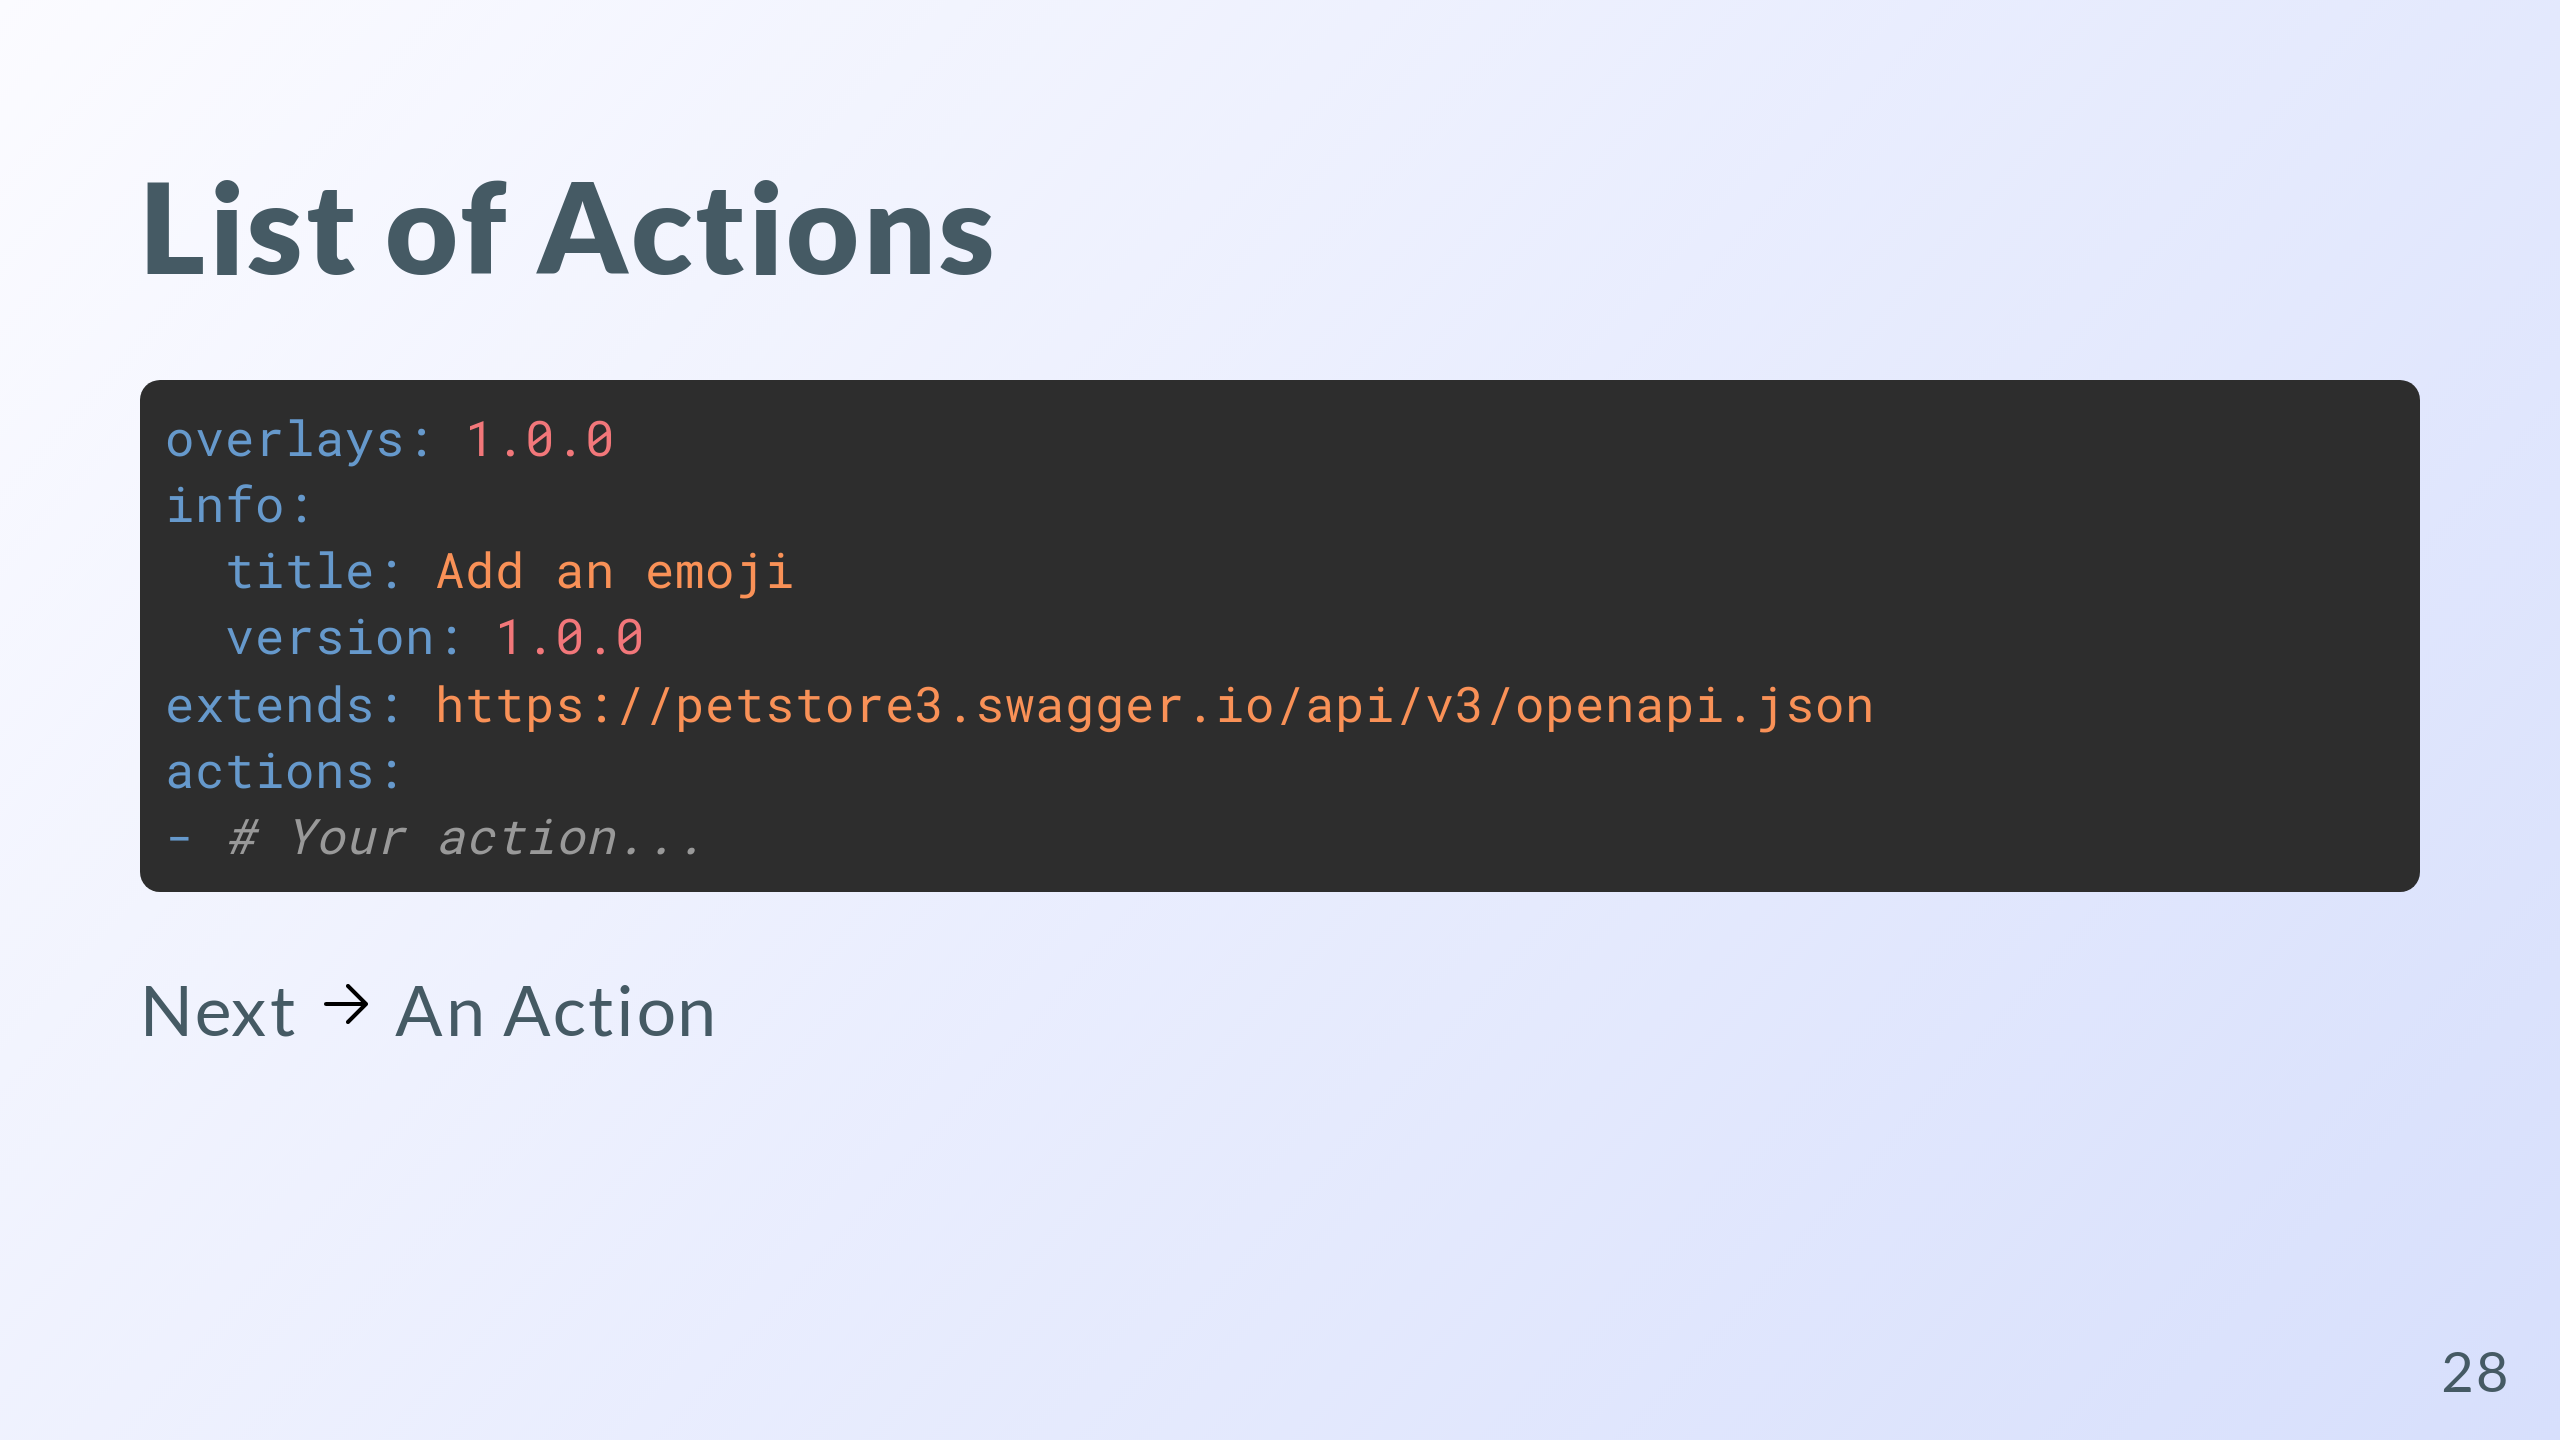 List of Actions
overlays: 1.0.0
info:
  title: Add an emoji
  version: 1.0.0
extends: https://petstore3.swagger.io/api/v3/openapi.json
actions:
- # Your action...
Next → An Action
28